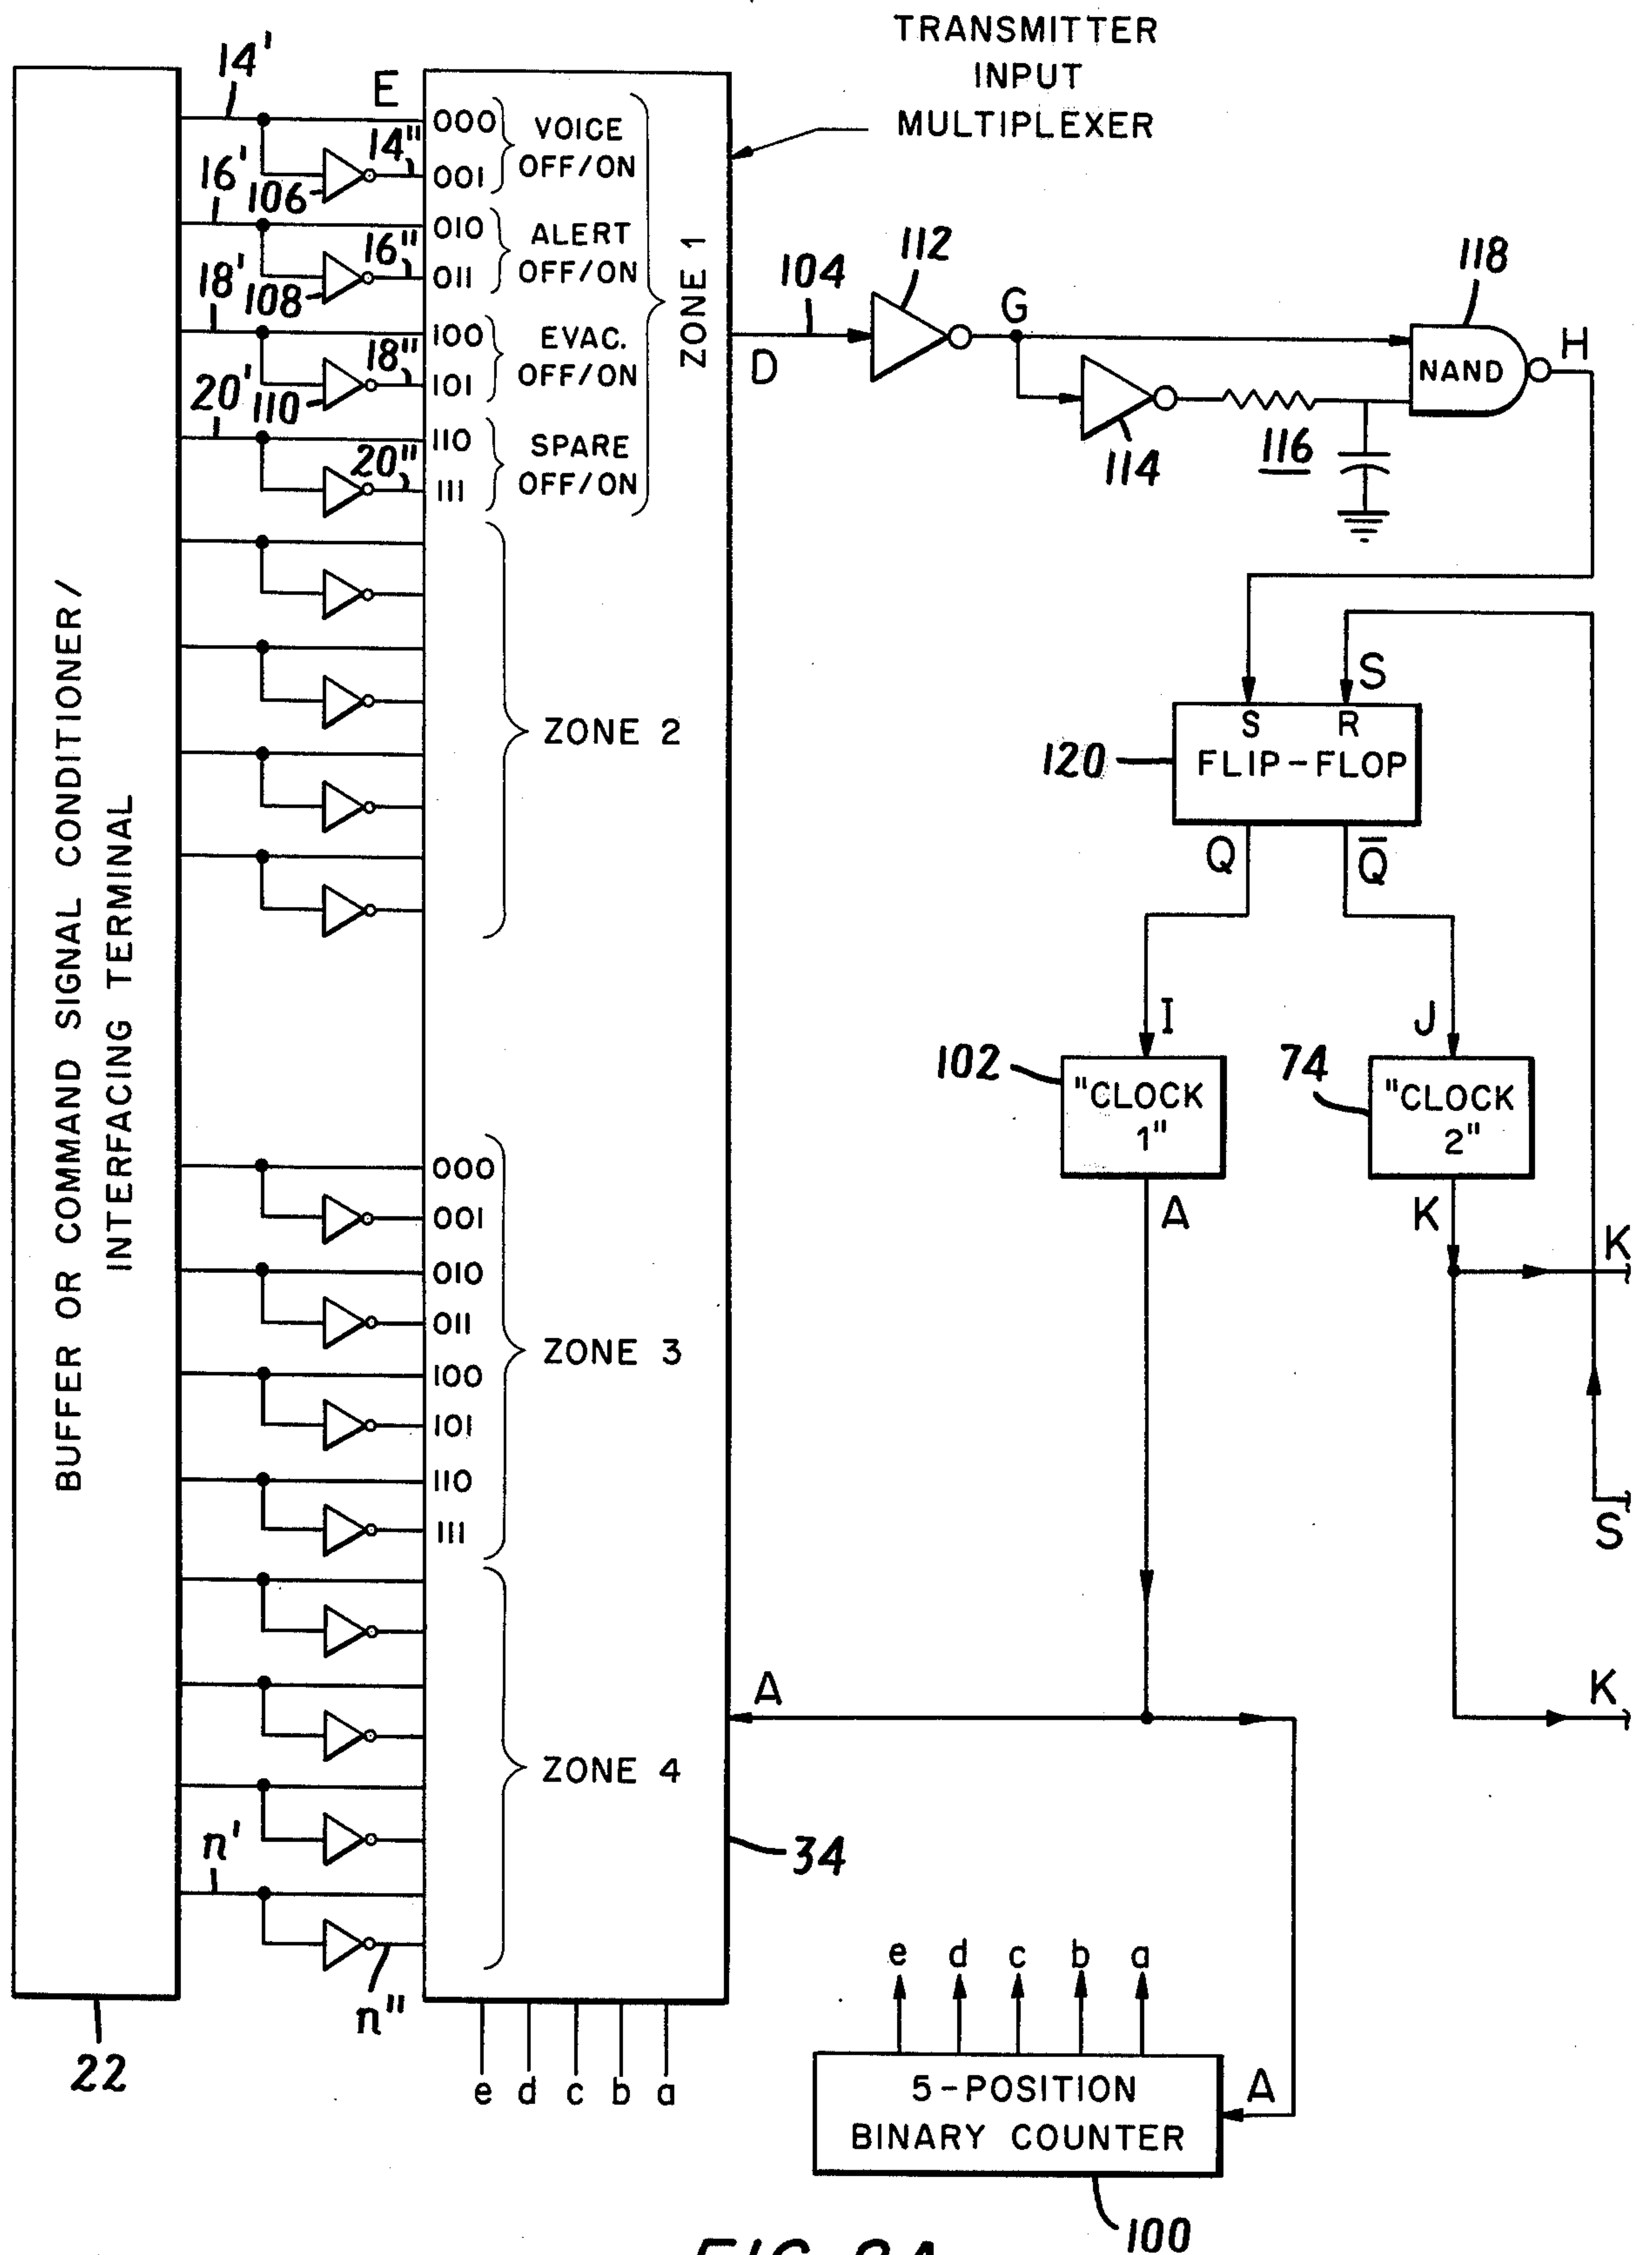 TRANSMITTER
INPUT
MULTIPLEXER
14'
E
000
VOICE
OFF/ON
14"
001
106
16'
010
ALERT
OFF/ON
16"
011
108
18'
100
EVAC.
OFF/ON
18"
101
110
20'
110
SPARE
OFF/ON
20"
111
ZONE 1
104
D
112
G
114
116
118
NAND
H
ZONE 2
BUFFER OR COMMAND SIGNAL CONDITIONER/
INTERFACING TERMINAL
S
S R
FLIP-FLOP
120
Q
Q̅
I
J
102
"CLOCK
1"
74
"CLOCK
2"
A
K
K
000
001
010
011
100
101
110
111
ZONE 3
S
A
K
ZONE 4
34
n'
n"
22
e d c b a
e d c b a
5-POSITION
BINARY COUNTER
A
100